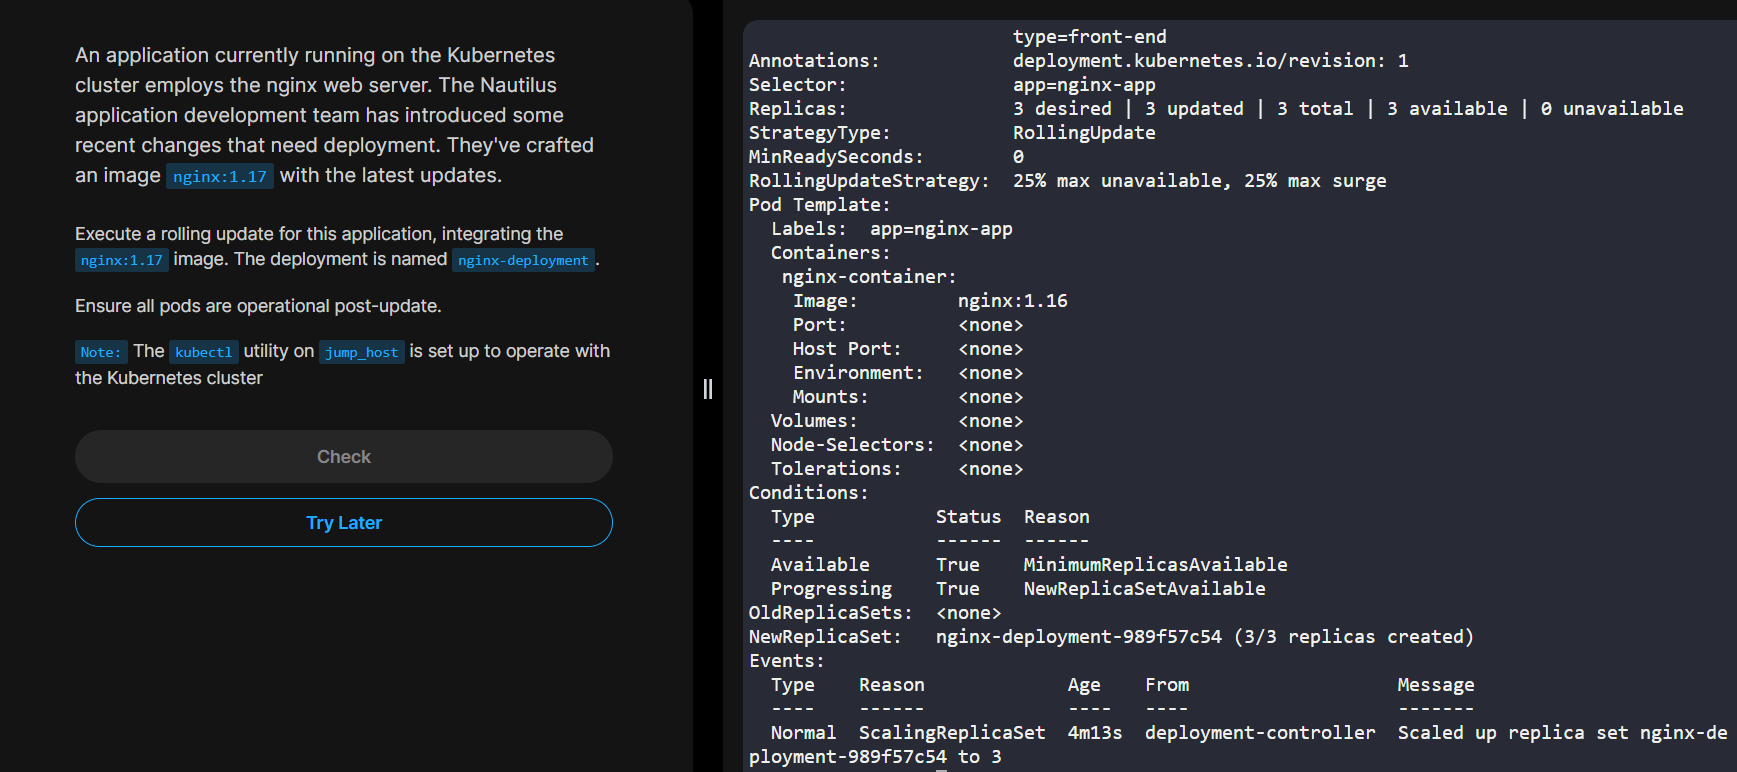 An application currently running on the Kubernetes
cluster employs the nginx web server. The Nautilus
application development team has introduced some
recent changes that need deployment. They've crafted
an image nginx:1.17 with the latest updates.
Execute a rolling update for this application, integrating the
nginx:1.17 image. The deployment is named nginx-deployment.
Ensure all pods are operational post-update.
Note: The kubectl utility on jump_host is set up to operate with
the Kubernetes cluster
Check
Try Later
type=front-end
Annotations: deployment.kubernetes.io/revision: 1
Selector: app=nginx-app
Replicas: 3 desired | 3 updated | 3 total | 3 available | 0 unavailable
StrategyType: RollingUpdate
MinReadySeconds: 0
RollingUpdateStrategy: 25% max unavailable, 25% max surge
Pod Template:
Labels: app=nginx-app
Containers:
nginx-container:
Image: nginx:1.16
Port: <none>
Host Port: <none>
Environment: <none>
Mounts: <none>
Volumes: <none>
Node-Selectors: <none>
Tolerations: <none>
Conditions:
Type Status Reason
---- ------ ------
Available True MinimumReplicasAvailable
Progressing True NewReplicaSetAvailable
OldReplicaSets: <none>
NewReplicaSet: nginx-deployment-989f57c54 (3/3 replicas created)
Events:
Type Reason Age From Message
---- ------ ---- ---- -------
Normal ScalingReplicaSet 4m13s deployment-controller Scaled up replica set nginx-de
ployment-989f57c54 to 3